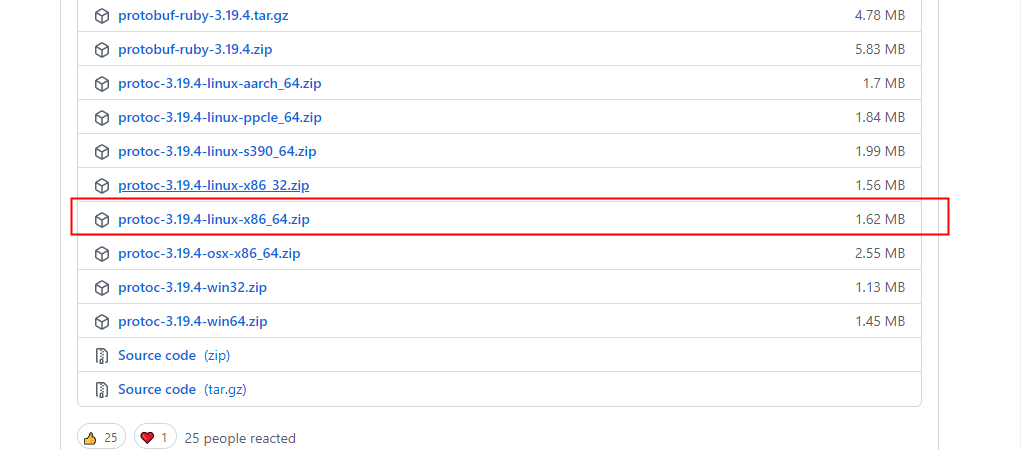 protobuf-ruby-3.19.4.tar.gz 4.78 MB
protobuf-ruby-3.19.4.zip 5.83 MB
protoc-3.19.4-linux-aarch_64.zip 1.7 MB
protoc-3.19.4-linux-ppcle_64.zip 1.84 MB
protoc-3.19.4-linux-s390_64.zip 1.99 MB
protoc-3.19.4-linux-x86_32.zip 1.56 MB
protoc-3.19.4-linux-x86_64.zip 1.62 MB
protoc-3.19.4-osx-x86_64.zip 2.55 MB
protoc-3.19.4-win32.zip 1.13 MB
protoc-3.19.4-win64.zip 1.45 MB
Source code (zip)
Source code (tar.gz)
25 1 25 people reacted